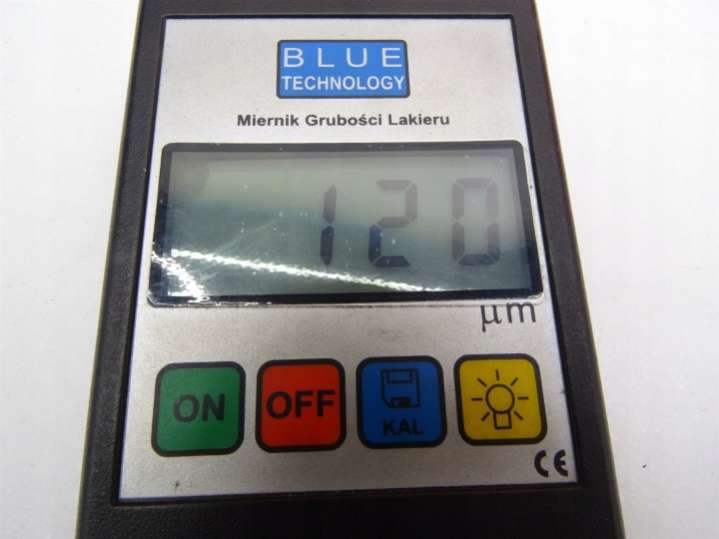 BLUE
TECHNOLOGY
Miernik Grubości Lakieru
120
μm
ON
OFF
KAL
CE